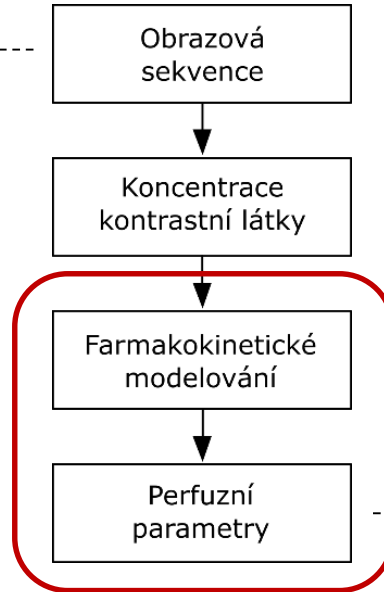 Obrazová
sekvence
Koncentrace
kontrastní látky
Farmakokinetické
modelování
Perfuzní
parametry